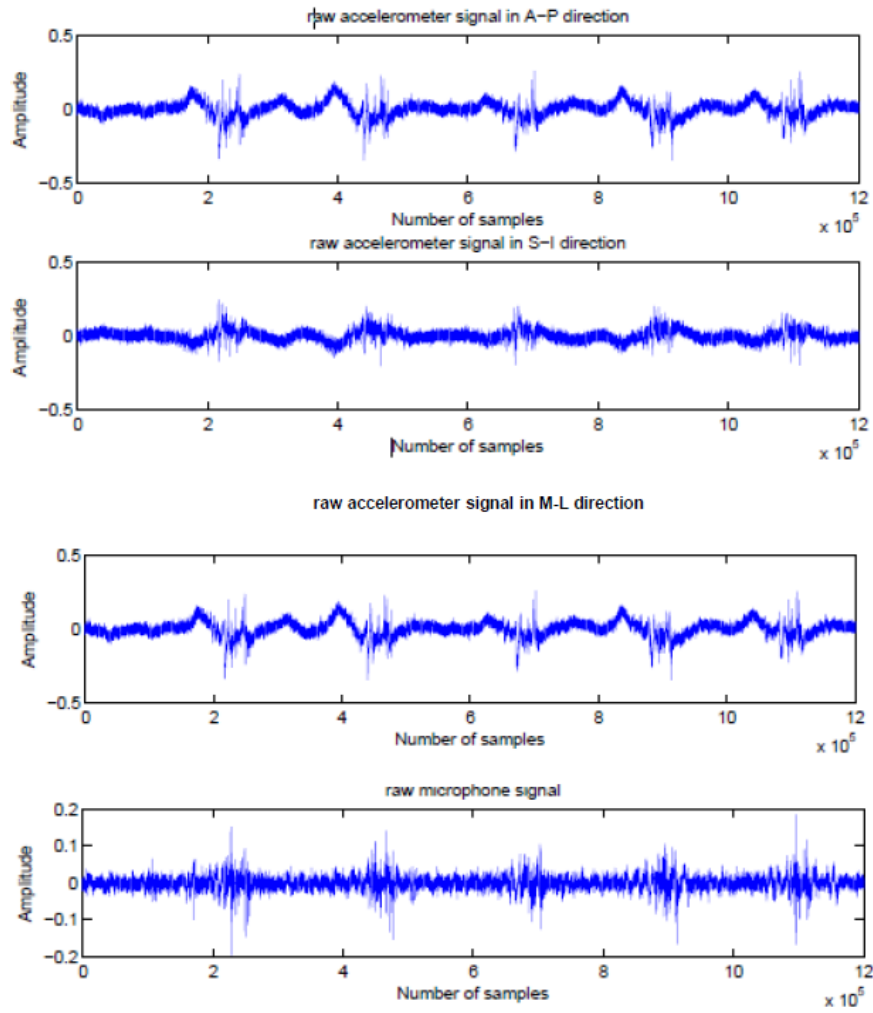 raw accelerometer signal in A-P direction
0.5
0
-0.5
Amplitude
0 2 4 6 8 10 12
Number of samples
x 10^5
raw accelerometer signal in S-I direction
0.5
0
-0.5
Amplitude
0 2 4 6 8 10 12
Number of samples
x 10^5
raw accelerometer signal in M-L direction
0.5
0
-0.5
Amplitude
0 2 4 6 8 10 12
Number of samples
x 10^5
raw microphone signal
0.2
0.1
0
-0.1
-0.2
Amplitude
0 2 4 6 8 10 12
Number of samples
x 10^5